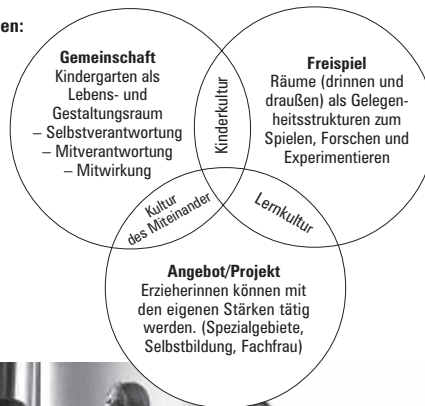 en:
Gemeinschaft
Kindergarten als
Lebens- und
Gestaltungsraum
– Selbstverantwortung
– Mitverantwortung
– Mitwirkung
Kinderkultur
Freispiel
Räume (drinnen und
draußen) als Gelegen-
heitsstrukturen zum
Spielen, Forschen und
Experimentieren
Kultur
des Miteinander
Lernkultur
Angebot/Projekt
Erzieherinnen können mit
den eigenen Stärken tätig
werden. (Spezialgebiete,
Selbstbildung, Fachfrau)